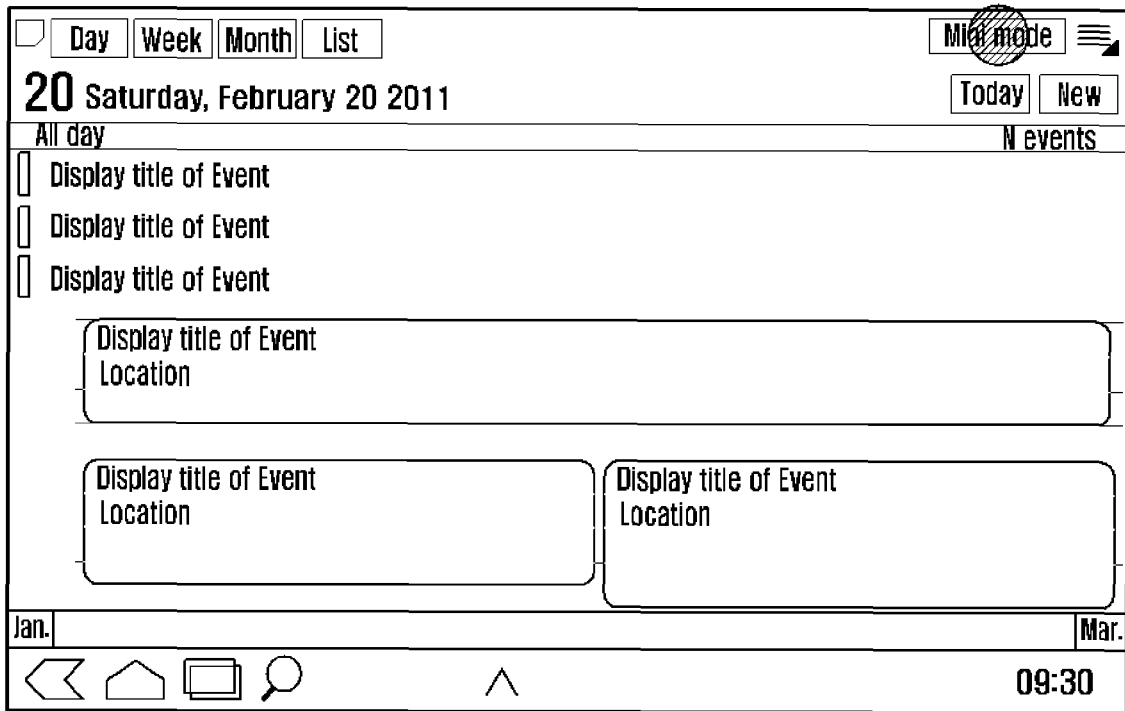 Day Week Month List Mini mode
20 Saturday, February 20 2011 Today New
All day N events
Display title of Event
Display title of Event
Display title of Event
Display title of Event
Location
Display title of Event Display title of Event
Location Location
Jan. Mar.
09:30